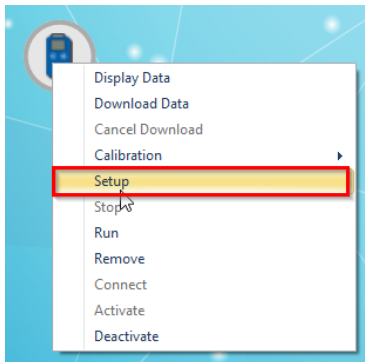 Display Data
Download Data
Cancel Download
Calibration
Setup
Stop
Run
Remove
Connect
Activate
Deactivate